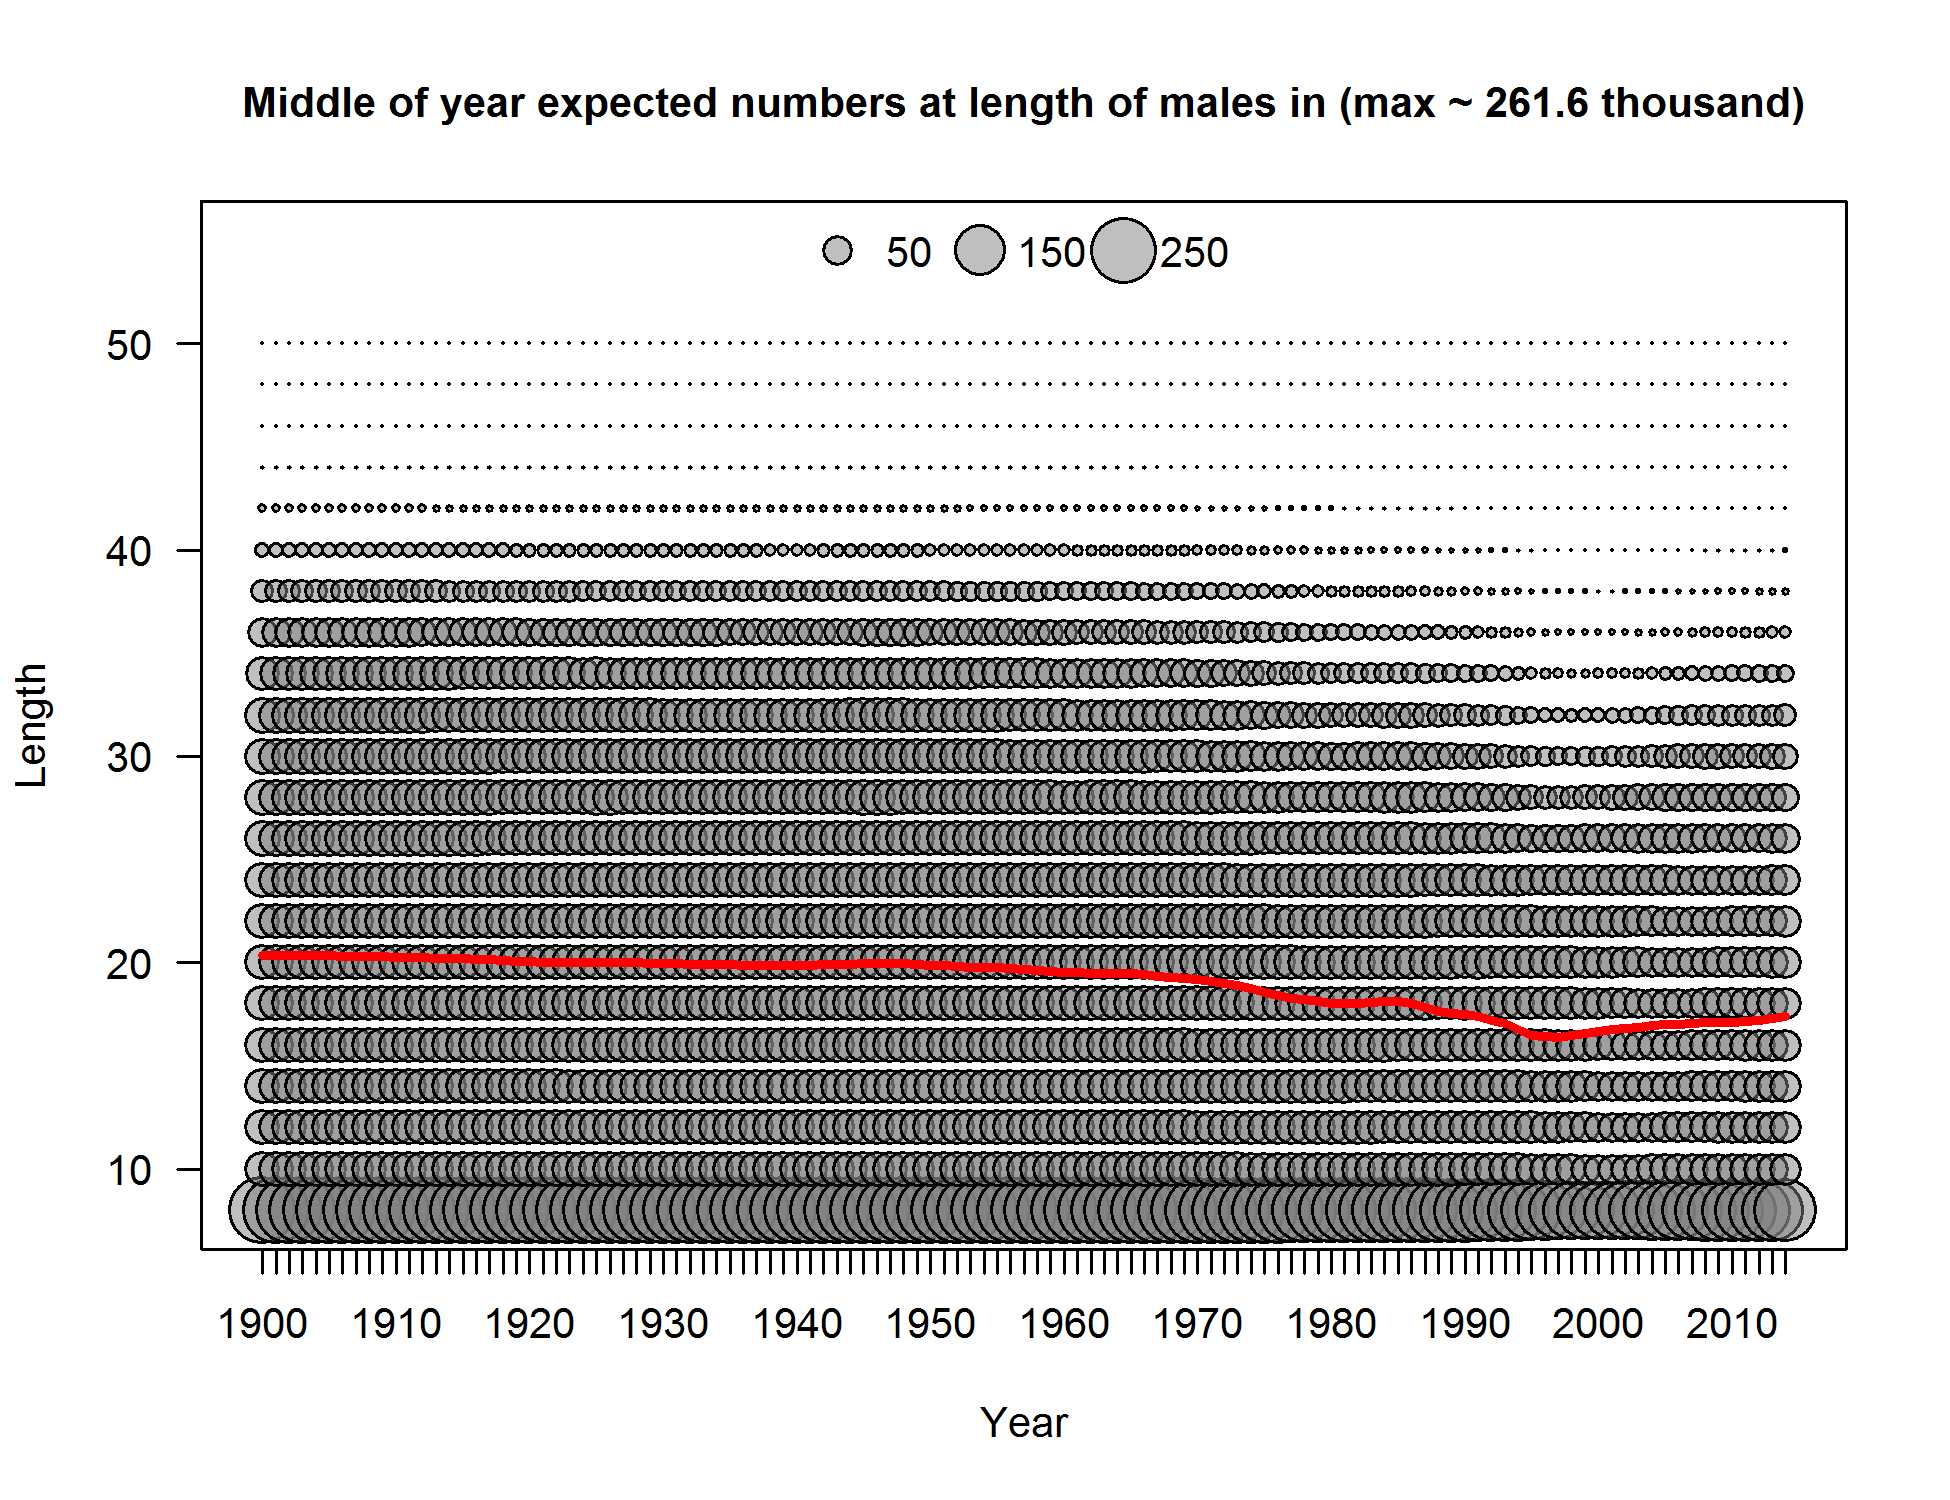 Middle of year expected numbers at length of males in (max ~ 261.6 thousand)
50 150 250
50
40
30
20
10
Length
1900 1910 1920 1930 1940 1950 1960 1970 1980 1990 2000 2010
Year